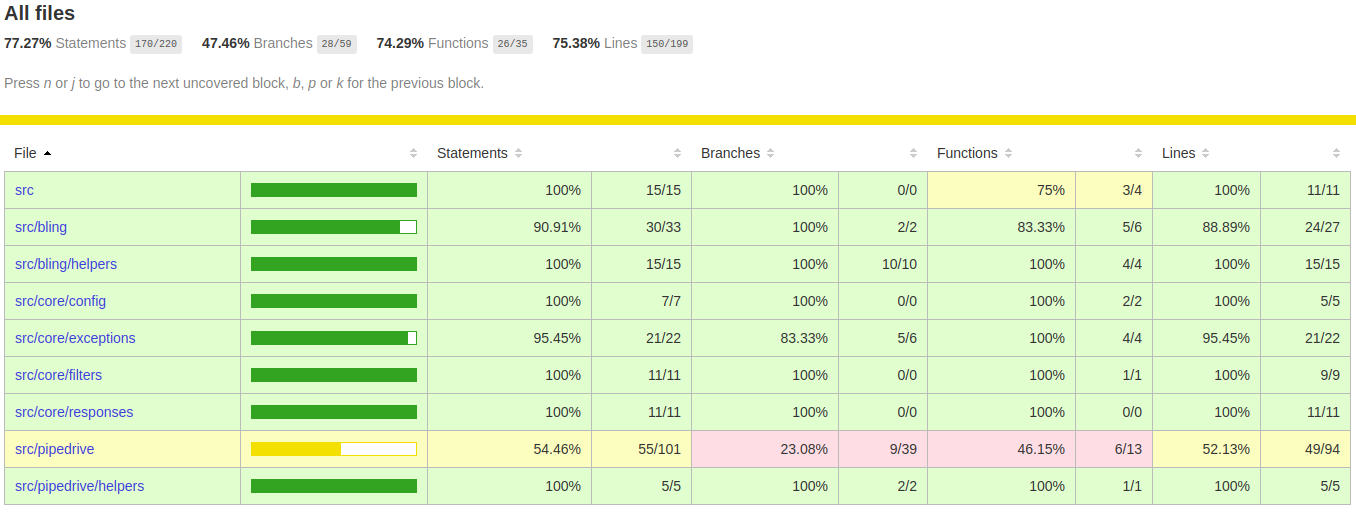 All files
77.27% Statements 170/220 47.46% Branches 28/59 74.29% Functions 26/35 75.38% Lines 150/199
Press n or j to go to the next uncovered block, b, p or k for the previous block.
File Statements Branches Functions Lines
src 100% 15/15 100% 0/0 75% 3/4 100% 11/11
src/bling 90.91% 30/33 100% 2/2 83.33% 5/6 88.89% 24/27
src/bling/helpers 100% 15/15 100% 10/10 100% 4/4 100% 15/15
src/core/config 100% 7/7 100% 0/0 100% 2/2 100% 5/5
src/core/exceptions 95.45% 21/22 83.33% 5/6 100% 4/4 95.45% 21/22
src/core/filters 100% 11/11 100% 0/0 100% 1/1 100% 9/9
src/core/responses 100% 11/11 100% 0/0 100% 0/0 100% 11/11
src/pipedrive 54.46% 55/101 23.08% 9/39 46.15% 6/13 52.13% 49/94
src/pipedrive/helpers 100% 5/5 100% 2/2 100% 1/1 100% 5/5